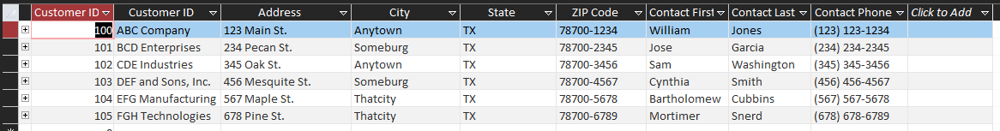 Customer ID Customer ID Address City State ZIP Code Contact First Contact Last Contact Phone Click to Add
100 ABC Company 123 Main St. Anytown TX 78700-1234 William Jones (123) 123-1234
101 BCD Enterprises 234 Pecan St. Someburg TX 78700-2345 Jose Garcia (234) 234-2345
102 CDE Industries 345 Oak St. Anytown TX 78700-3456 Sam Washington (345) 345-3456
103 DEF and Sons, Inc. 456 Mesquite St. Someburg TX 78700-4567 Cynthia Smith (456) 456-4567
104 EFG Manufacturing 567 Maple St. Thatcity TX 78700-5678 Bartholomew Cubbins (567) 567-5678
105 FGH Technologies 678 Pine St. Thatcity TX 78700-6789 Mortimer Snerd (678) 678-6789